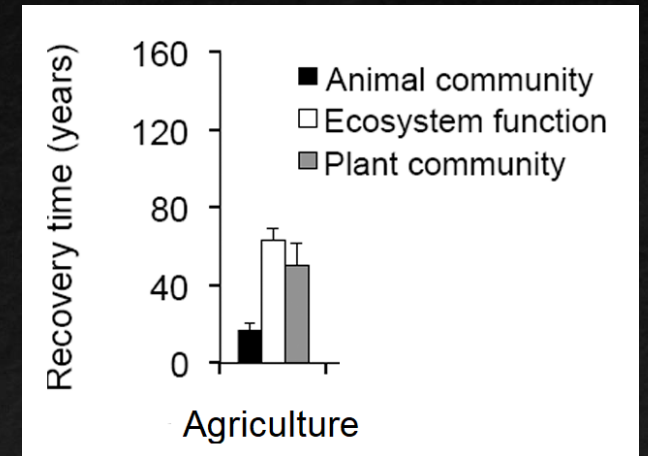 Recovery time (years)
160
120
80
40
0
Animal community
Ecosystem function
Plant community
Agriculture